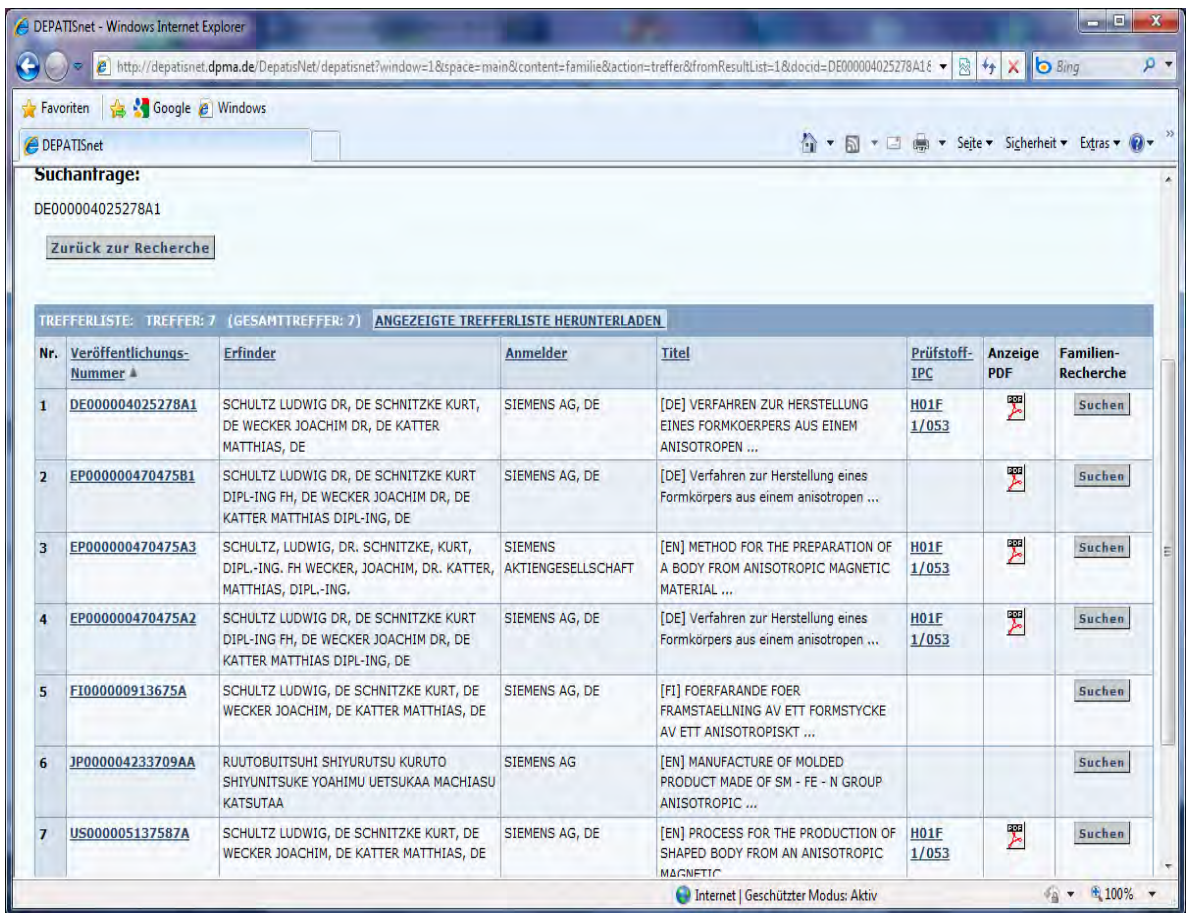 DEPATISnet - Windows Internet Explorer
http://depatisnet.dpma.de/DepatisNet/depatisnet?window=1&space=main&content=familie&action=treffer&fromResultList=1&docid=DE000004025278A1&
Bing
Favoriten Google Windows
DEPATISnet
Seite Sicherheit Extras
Suchanfrage:
DE000004025278A1
Zurück zur Recherche
TREFFERLISTE: TREFFER: 7 (GESAMTTREFFER: 7) ANGEZEIGTE TREFFERLISTE HERUNTERLADEN
Nr. Veröffentlichungs- Erfinder Anmelder Titel Prüfstoff- Anzeige Familien-
Nummer IPC PDF Recherche
1 DE000004025278A1 SCHULTZ LUDWIG DR, DE SCHNITZKE KURT, SIEMENS AG, DE [DE] VERFAHREN ZUR HERSTELLUNG H01F PDF Suchen
DE WECKER JOACHIM DR, DE KATTER EINES FORMKOERPERS AUS EINEM 1/053
MATTHIAS, DE ANISOTROPEN ...
2 EP000000470475B1 SCHULTZ LUDWIG DR, DE SCHNITZKE KURT SIEMENS AG, DE [DE] Verfahren zur Herstellung eines PDF Suchen
DIPL-ING FH, DE WECKER JOACHIM DR, DE Formkörpers aus einem anisotropen ...
KATTER MATTHIAS DIPL-ING, DE
3 EP000000470475A3 SCHULTZ, LUDWIG, DR. SCHNITZKE, KURT, SIEMENS [EN] METHOD FOR THE PREPARATION OF H01F PDF Suchen
DIPL.-ING. FH WECKER, JOACHIM, DR. KATTER, AKTIENGESELLSCHAFT A BODY FROM ANISOTROPIC MAGNETIC 1/053
MATTHIAS, DIPL.-ING. MATERIAL ...
4 EP000000470475A2 SCHULTZ LUDWIG DR, DE SCHNITZKE KURT SIEMENS AG, DE [DE] Verfahren zur Herstellung eines H01F PDF Suchen
DIPL-ING FH, DE WECKER JOACHIM DR, DE Formkörpers aus einem anisotropen ... 1/053
KATTER MATTHIAS DIPL-ING, DE
5 FI000000913675A SCHULTZ LUDWIG, DE SCHNITZKE KURT, DE SIEMENS AG, DE [FI] FOERFARANDE FOER Suchen
WECKER JOACHIM, DE KATTER MATTHIAS, DE FRAMSTAELLNING AV ETT FORMSTYCKE
AV ETT ANISOTROPISKT ...
6 JP000004233709AA RUUTOBUITSUHI SHIYURUTSU KURUTO SIEMENS AG [EN] MANUFACTURE OF MOLDED Suchen
SHIYUNITSUKE YOAHIMU UETSUKAA MACHIASU PRODUCT MADE OF SM - FE - N GROUP
KATSUTAA ANISOTROPIC ...
7 US000005137587A SCHULTZ LUDWIG, DE SCHNITZKE KURT, DE SIEMENS AG, DE [EN] PROCESS FOR THE PRODUCTION OF H01F PDF Suchen
WECKER JOACHIM, DE KATTER MATTHIAS, DE SHAPED BODY FROM AN ANISOTROPIC 1/053
MAGNETIC
Internet | Geschützter Modus: Aktiv 100%